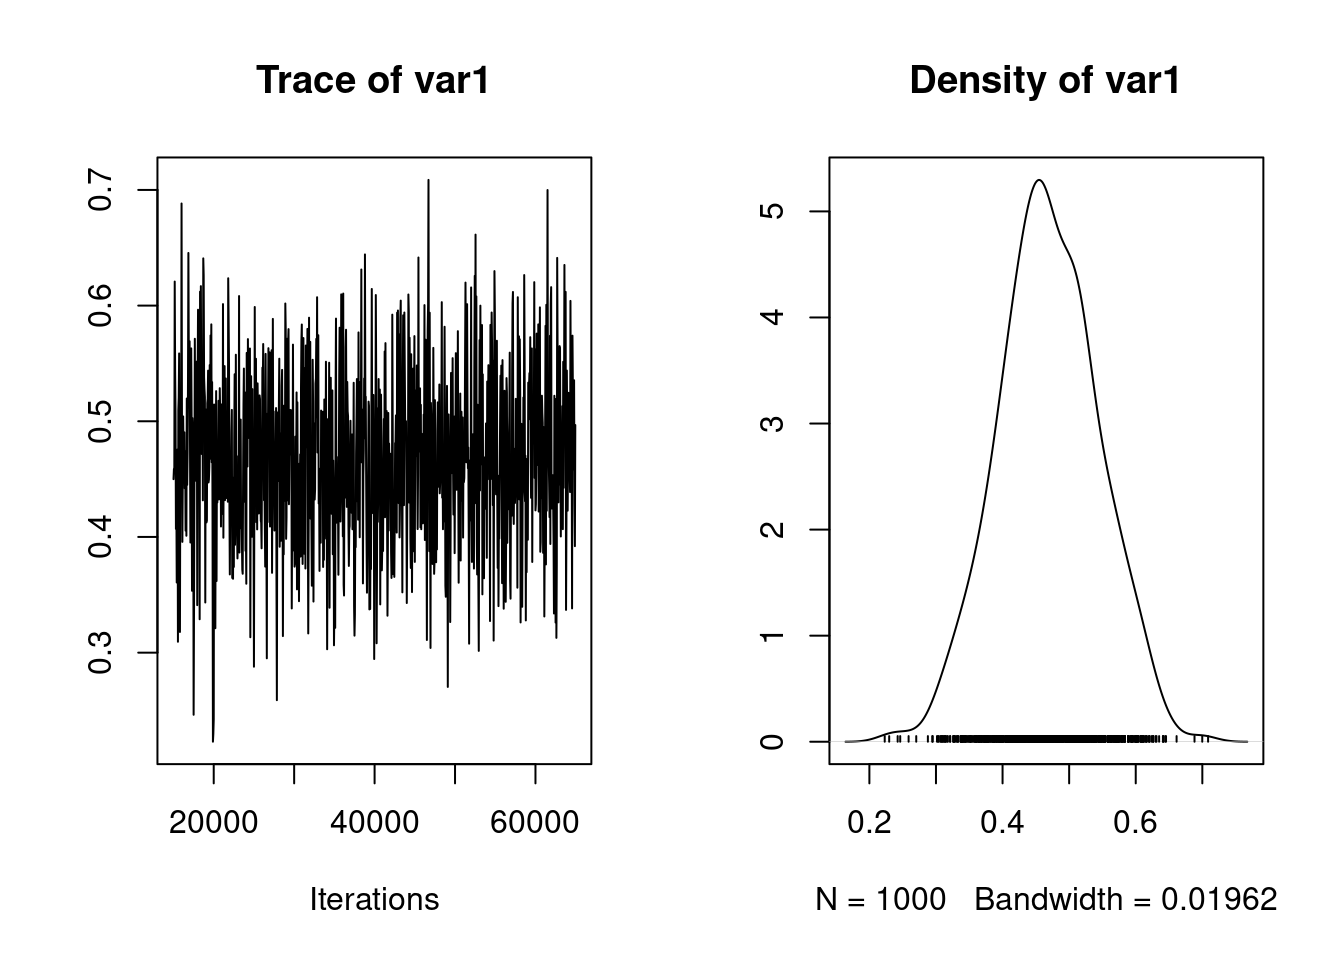 Trace of var1
0.7
0.6
0.5
0.4
0.3
20000 40000 60000
Iterations
Density of var1
5
4
3
2
1
0
0.2 0.4 0.6
N = 1000 Bandwidth = 0.01962